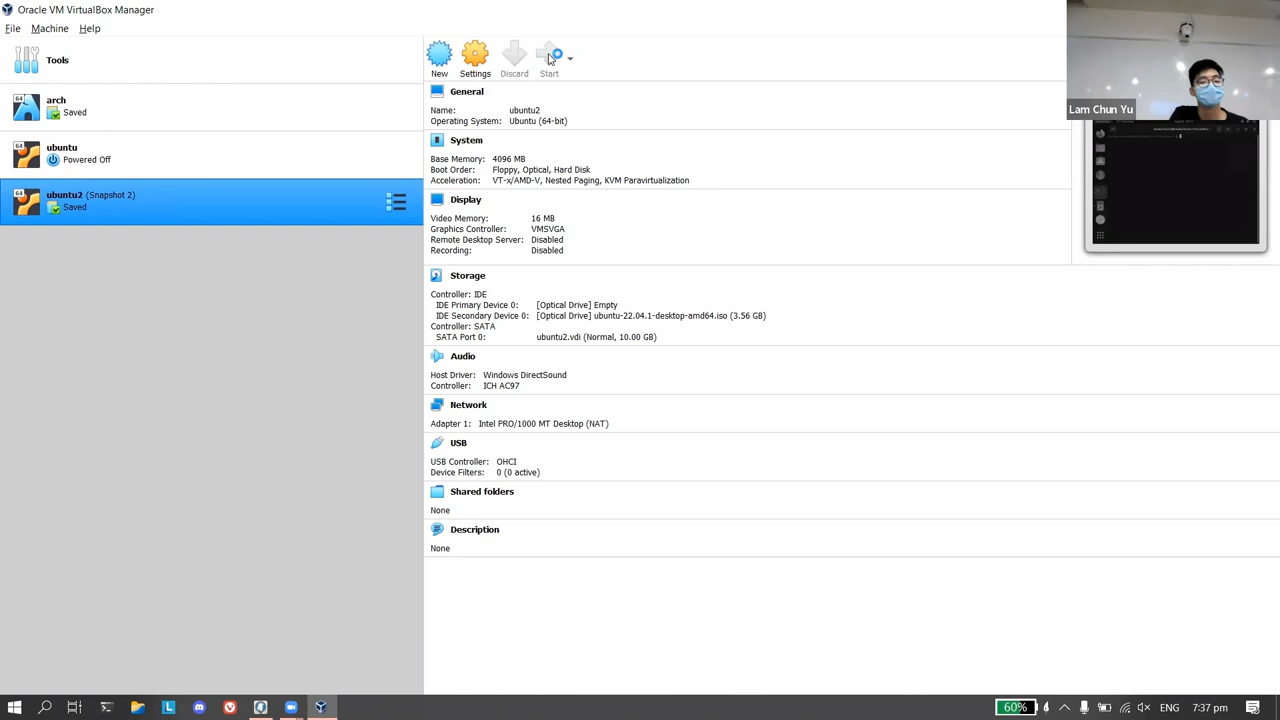 Oracle VM VirtualBox Manager
File Machine Help
Tools
New Settings Discard Start
64 arch
Saved
64 ubuntu
Powered Off
64 ubuntu2 (Snapshot 2)
Saved
General
Name: ubuntu2
Operating System: Ubuntu (64-bit)
System
Base Memory: 4096 MB
Boot Order: Floppy, Optical, Hard Disk
Acceleration: VT-x/AMD-V, Nested Paging, KVM Paravirtualization
Display
Video Memory: 16 MB
Graphics Controller: VMSVGA
Remote Desktop Server: Disabled
Recording: Disabled
Storage
Controller: IDE
IDE Primary Device 0: [Optical Drive] Empty
IDE Secondary Device 0: [Optical Drive] ubuntu-22.04.1-desktop-amd64.iso (3.56 GB)
Controller: SATA
SATA Port 0: ubuntu2.vdi (Normal, 10.00 GB)
Audio
Host Driver: Windows DirectSound
Controller: ICH AC97
Network
Adapter 1: Intel PRO/1000 MT Desktop (NAT)
USB
USB Controller: OHCI
Device Filters: 0 (0 active)
Shared folders
None
Description
None
Lam Chun Yu
L
60%
ENG 7:37 pm